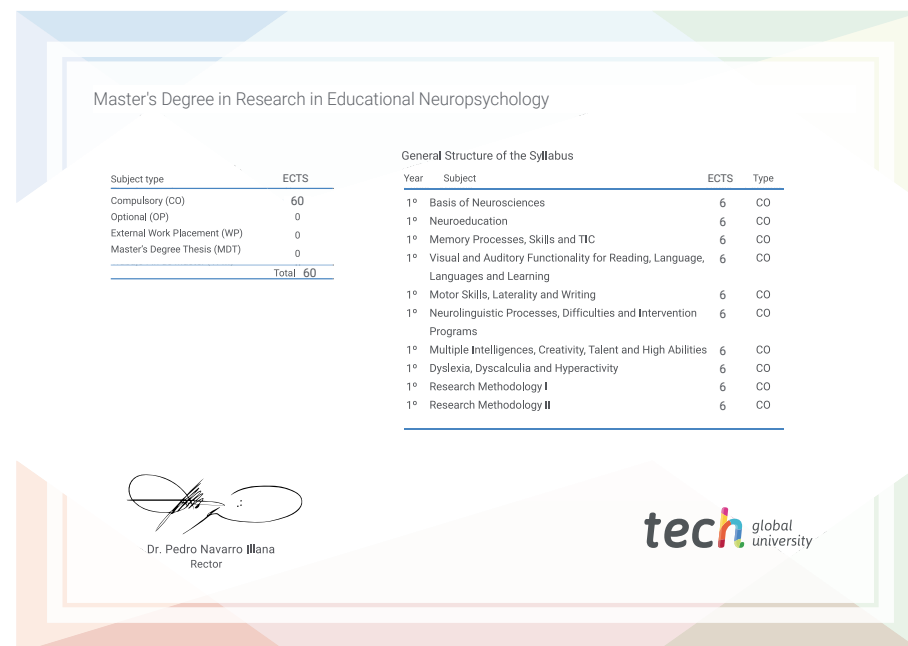 Master's Degree in Research in Educational Neuropsychology
Subject type ECTS
Compulsory (CO) 60
Optional (OP) 0
External Work Placement (WP) 0
Master's Degree Thesis (MDT) 0
Total 60
General Structure of the Syllabus
Year Subject ECTS Type
1º Basis of Neurosciences 6 CO
1º Neuroeducation 6 CO
1º Memory Processes, Skills and TIC 6 CO
1º Visual and Auditory Functionality for Reading, Language, 6 CO
Languages and Learning
1º Motor Skills, Laterality and Writing 6 CO
1º Neurolinguistic Processes, Difficulties and Intervention 6 CO
Programs
1º Multiple Intelligences, Creativity, Talent and High Abilities 6 CO
1º Dyslexia, Dyscalculia and Hyperactivity 6 CO
1º Research Methodology I 6 CO
1º Research Methodology II 6 CO
Dr. Pedro Navarro Illana
Rector
tech global
university